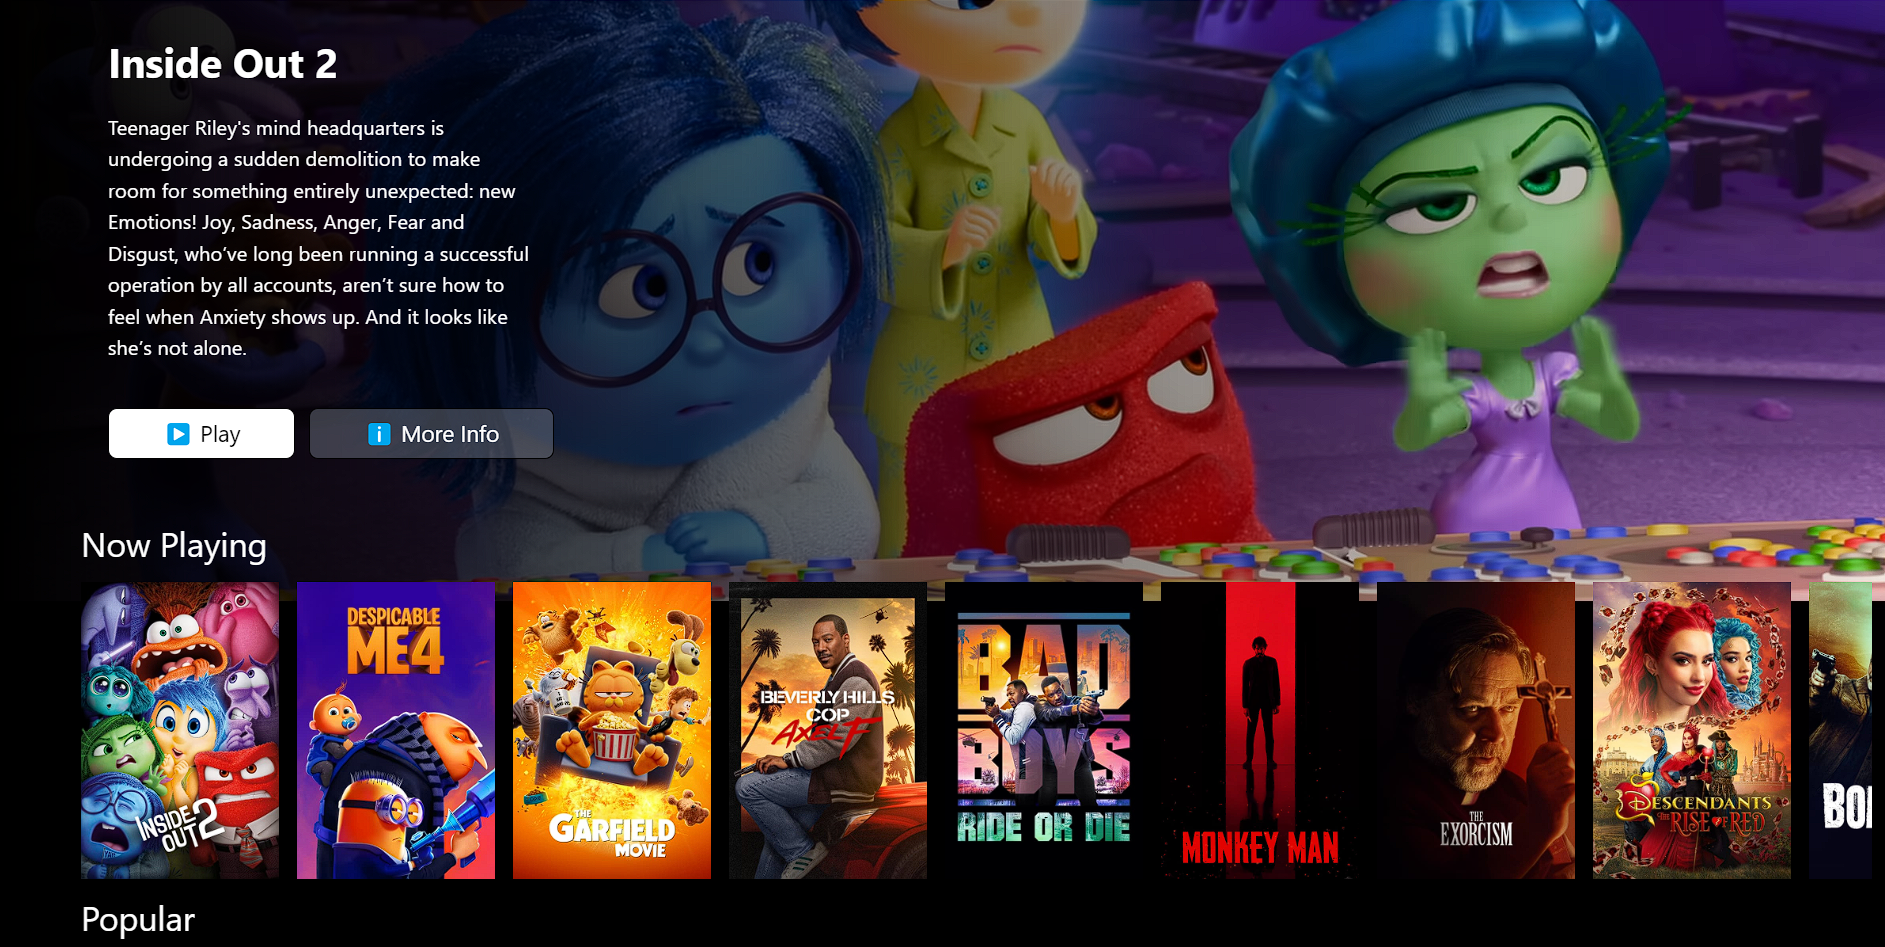 Inside Out 2
Teenager Riley's mind headquarters is
undergoing a sudden demolition to make
room for something entirely unexpected: new
Emotions! Joy, Sadness, Anger, Fear and
Disgust, who’ve long been running a successful
operation by all accounts, aren’t sure how to
feel when Anxiety shows up. And it looks like
she’s not alone.
Play
More Info
Now Playing
INSIDE
OUT 2
DESPICABLE
ME 4
THE
GARFIELD
MOVIE
BEVERLY HILLS
COP
AXEL F
BAD
BOYS
RIDE OR DIE
MONKEY MAN
THE
EXORCISM
DESCENDANTS
THE RISE OF RED
Popular